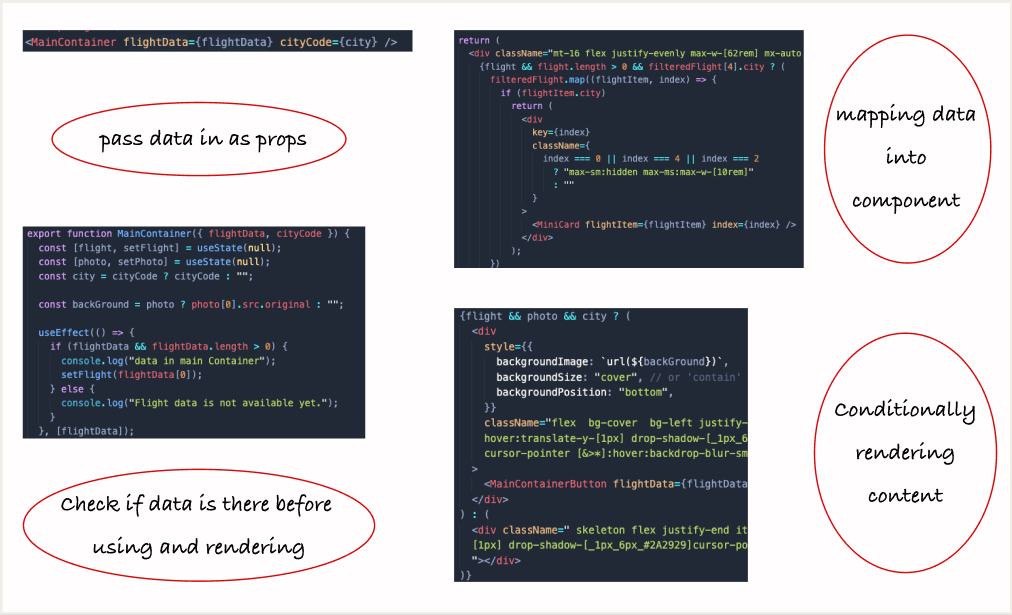 <MainContainer flightData={flightData} cityCode={city} />
pass data in as props
export function MainContainer({ flightData, cityCode }) {
const [flight, setFlight] = useState(null);
const [photo, setPhoto] = useState(null);
const city = cityCode ? cityCode : "";
const backGround = photo ? photo[0].src.original : "";
useEffect(() => {
if (flightData && flightData.length > 0) {
console.log("data in main Container");
setFlight(flightData[0]);
} else {
console.log("Flight data is not available yet.");
}
}, [flightData]);
Check if data is there before
using and rendering
return (
<div className="mt-16 flex justify-evenly max-w-[62rem] mx-auto
{flight && flight.length > 0 && filteredFlight[4].city ? (
filteredFlight.map((flightItem, index) => {
if (flightItem.city)
return (
<div
key={index}
className={
index === 0 || index === 4 || index === 2
? "max-sm:hidden max-ms:max-w-[10rem]"
: ""
}
>
<MiniCard flightItem={flightItem} index={index} />
</div>
);
})
mapping data
into
component
{flight && photo && city ? (
<div
style={{
backgroundImage: `url(${backGround})`,
backgroundSize: "cover", // or 'contain'
backgroundPosition: "bottom",
}}
className="flex bg-cover bg-left justify-
hover:translate-y-[1px] drop-shadow-[_1px_6
cursor-pointer [&>*]:hover:backdrop-blur-sm
>
<MainContainerButton flightData={flightData
</div>
) : (
<div className=" skeleton flex justify-end it
[1px] drop-shadow-[_1px_6px_#2A2929]cursor-po
"></div>
)}
Conditionally
rendering
content